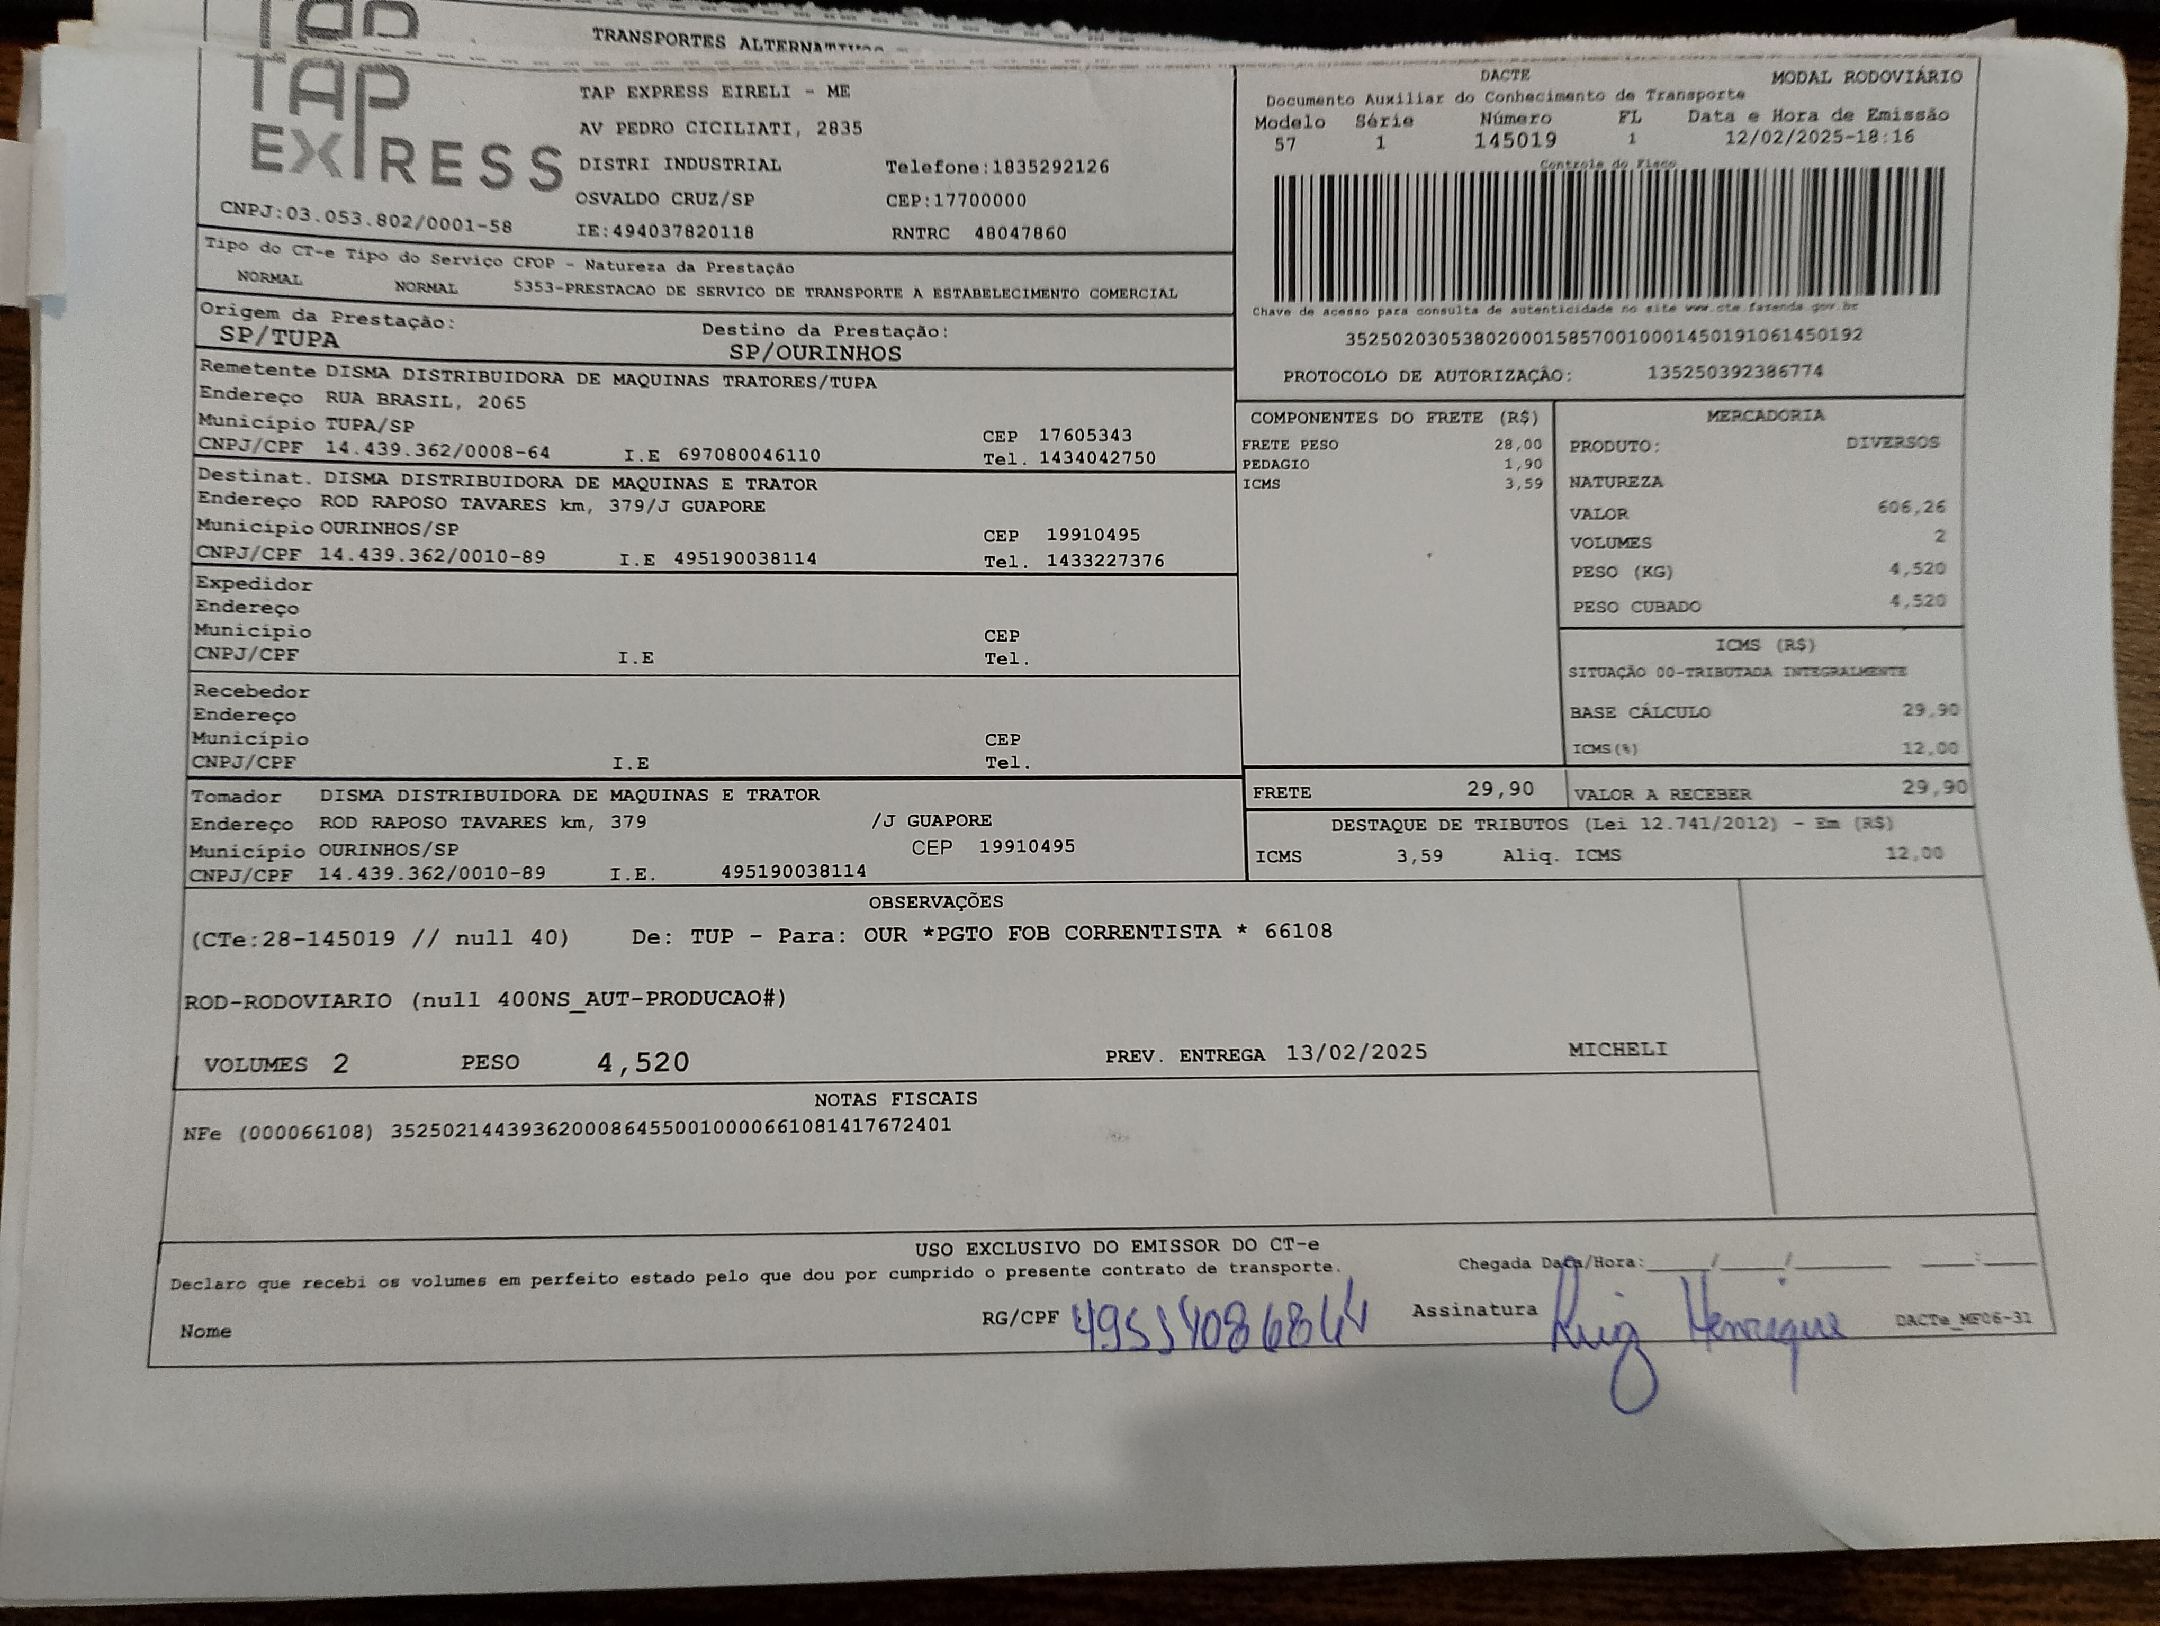 TAP
TRANSPORTES ALTERNATIVOS
TAP
EXPRESS
CNPJ:03.053.802/0001-58
TAP EXPRESS EIRELI - ME
AV PEDRO CICILIATI, 2835
DISTRI INDUSTRIAL Telefone:1835292126
OSVALDO CRUZ/SP CEP:17700000
IE:494037820118 RNTRC 48047860
DACTE MODAL RODOVIÁRIO
Documento Auxiliar do Conhecimento de Transporte
Modelo Série Número FL Data e Hora de Emissão
57 1 145019 1 12/02/2025-18:16
Controle do Fisco
Chave de acesso para consulta de autenticidade no site www.cte.fazenda.gov.br
35250203053802000158570010001450191061450192
PROTOCOLO DE AUTORIZAÇÃO: 135250392386774
Tipo do CT-e Tipo do Serviço CFOP - Natureza da Prestação
NORMAL NORMAL 5353-PRESTACAO DE SERVICO DE TRANSPORTE A ESTABELECIMENTO COMERCIAL
Origem da Prestação: Destino da Prestação:
SP/TUPA SP/OURINHOS
Remetente DISMA DISTRIBUIDORA DE MAQUINAS TRATORES/TUPA
Endereço RUA BRASIL, 2065
Município TUPA/SP CEP 17605343
CNPJ/CPF 14.439.362/0008-64 I.E 697080046110 Tel. 1434042750
Destinat. DISMA DISTRIBUIDORA DE MAQUINAS E TRATOR
Endereço ROD RAPOSO TAVARES km, 379/J GUAPORE
Município OURINHOS/SP CEP 19910495
CNPJ/CPF 14.439.362/0010-89 I.E 495190038114 Tel. 1433227376
Expedidor
Endereço
Município CEP
CNPJ/CPF I.E Tel.
Recebedor
Endereço
Município CEP
CNPJ/CPF I.E Tel.
Tomador DISMA DISTRIBUIDORA DE MAQUINAS E TRATOR
Endereço ROD RAPOSO TAVARES km, 379 /J GUAPORE
Município OURINHOS/SP CEP 19910495
CNPJ/CPF 14.439.362/0010-89 I.E. 495190038114
COMPONENTES DO FRETE (R$)
FRETE PESO 28,00
PEDAGIO 1,90
ICMS 3,59
MERCADORIA
PRODUTO: DIVERSOS
NATUREZA
VALOR 606,26
VOLUMES 2
PESO (KG) 4,520
PESO CUBADO 4,520
ICMS (R$)
SITUAÇÃO 00-TRIBUTADA INTEGRALMENTE
BASE CÁLCULO 29,90
ICMS(%) 12,00
FRETE 29,90 VALOR A RECEBER 29,90
DESTAQUE DE TRIBUTOS (Lei 12.741/2012) - Em (R$)
ICMS 3,59 Aliq. ICMS 12,00
OBSERVAÇÕES
(CTe:28-145019 // null 40) De: TUP - Para: OUR *PGTO FOB CORRENTISTA * 66108
ROD-RODOVIARIO (null 400NS_AUT-PRODUCAO#)
VOLUMES 2 PESO 4,520 PREV. ENTREGA 13/02/2025 MICHELI
NOTAS FISCAIS
NFe (000066108) 35250214439362000864550010000661081417672401
USO EXCLUSIVO DO EMISSOR DO CT-e
Declaro que recebi os volumes em perfeito estado pelo que dou por cumprido o presente contrato de transporte. Chegada Data/Hora:____/____/______ ___:___
Nome RG/CPF Assinatura Luiz Henrique DACTe_MF06-31